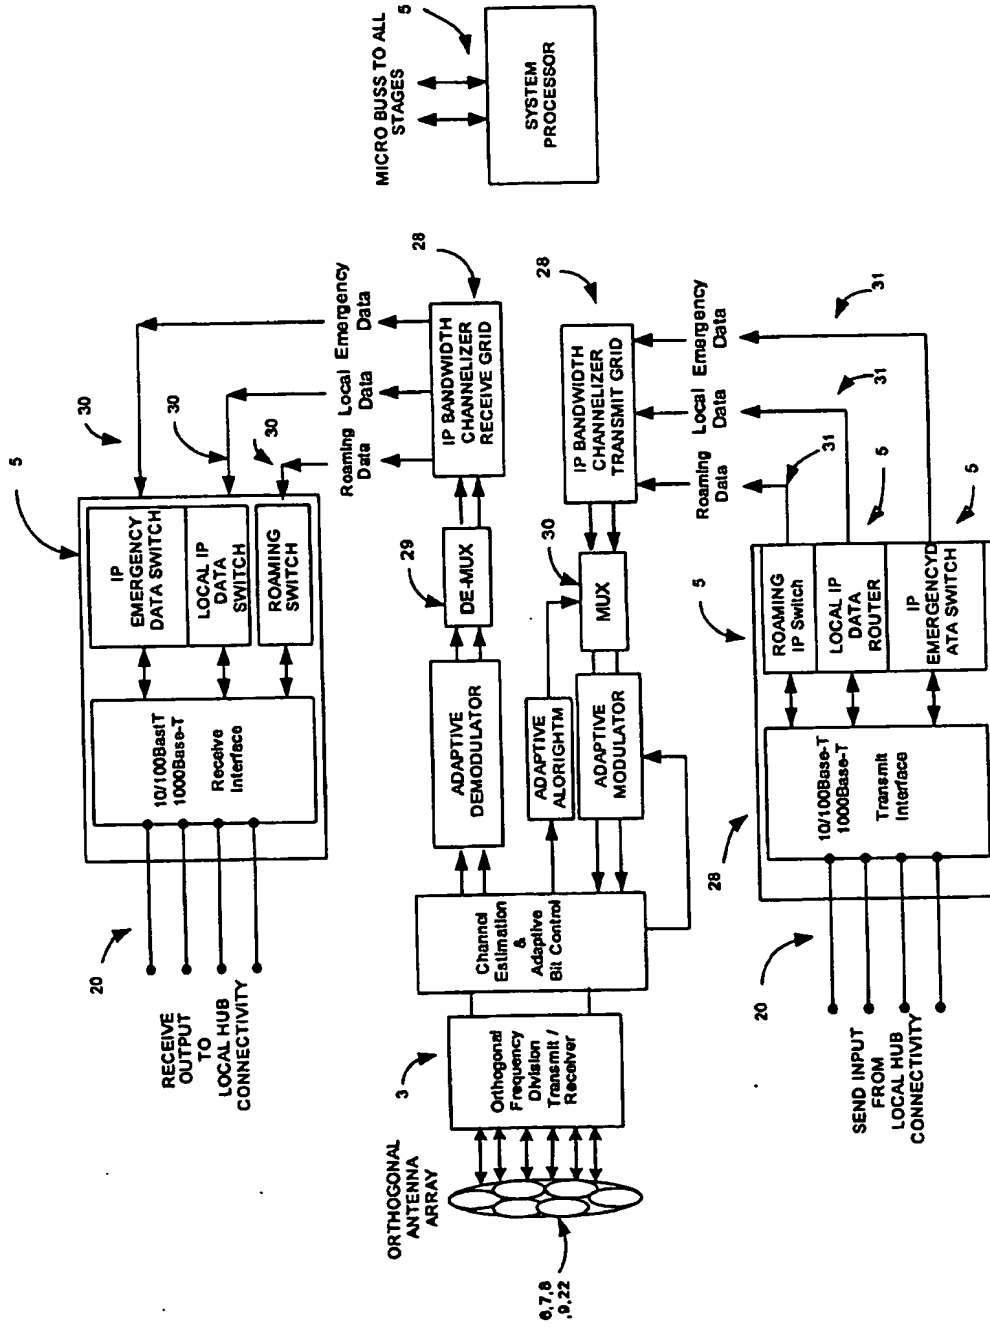 20
RECEIVE
OUTPUT
TO
LOCAL HUB
CONNECTIVITY
5
10/100BastT
1000Base-T
Receive
Interface
IP
EMERGENCY
DATA SWITCH
LOCAL IP
DATA
SWITCH
ROAMING
SWITCH
30
30
30
Roaming
Data
Local
Data
Emergency
Data
MICRO BUSS TO ALL
STAGES
5
SYSTEM
PROCESSOR
ORTHOGONAL
ANTENNA
ARRAY
6,7,8
,9,22
3
Orthogonal
Frequency
Division
Transmit /
Receiver
Channel
Estimation
&
Adaptive
Bit Control
ADAPTIVE
DEMODULATOR
29
DE-MUX
IP BANDWIDTH
CHANNELIZER
RECEIVE GRID
28
ADAPTIVE
ALORIGHTM
ADAPTIVE
MODULATOR
30
MUX
IP BANDWIDTH
CHANNELIZER
TRANSMIT GRID
28
Roaming
Data
Local
Data
Emergency
Data
31
31
31
20
SEND INPUT
FROM
LOCAL HUB
CONNECTIVITY
28
10/100Base-T
1000Base-T
Transmit
Interface
5
ROAMING
IP Switch
LOCAL IP
DATA
ROUTER
IP
EMERGENCYD
ATA SWITCH
5
5